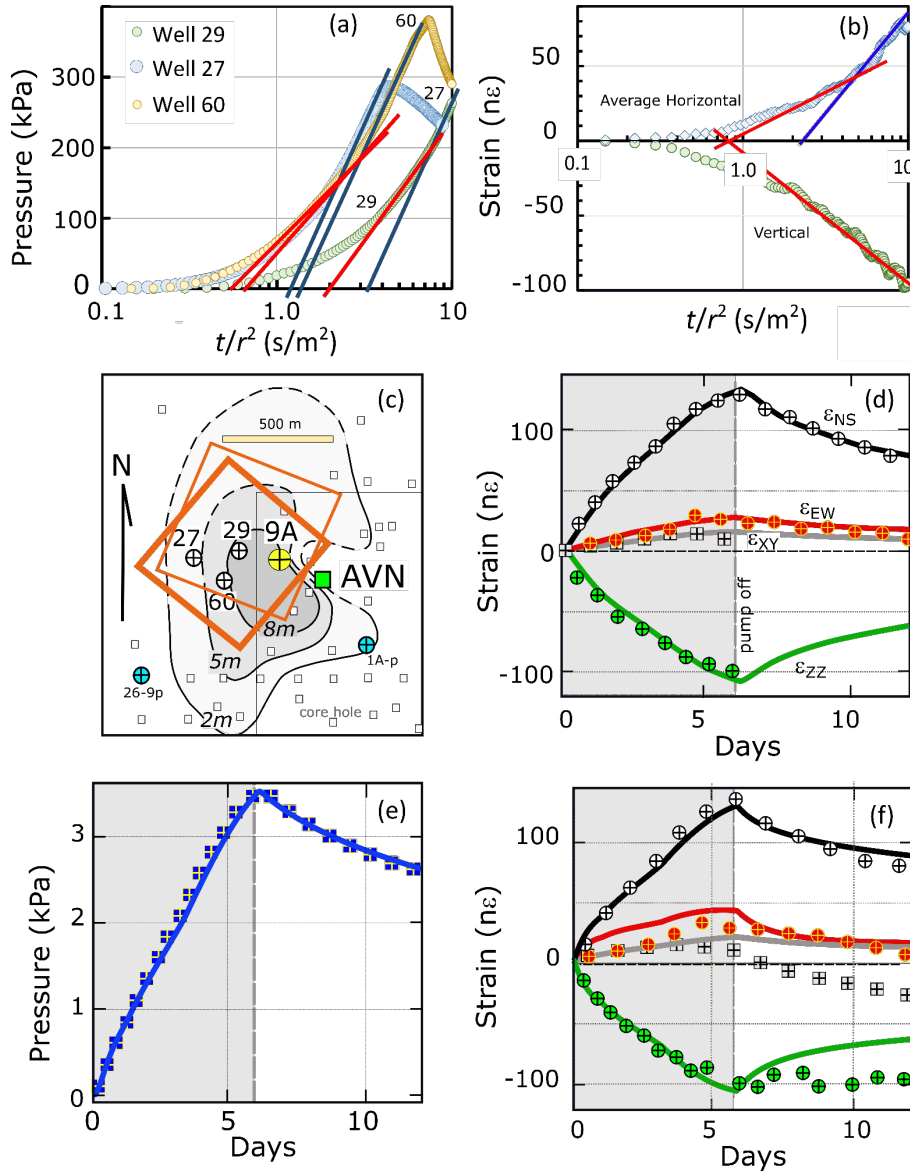 (a)
Well 29
Well 27
Well 60
60
27
29
Pressure (kPa)
300
200
100
0
0.1
1.0
10
t/r² (s/m²)
(b)
Strain (nε)
50
0
-50
-100
Average Horizontal
0.1
1.0
10
Vertical
t/r² (s/m²)
(c)
500 m
N
27
29
9A
60
AVN
8m
5m
2m
1A-p
26-9p
core hole
(d)
Strain (nε)
100
0
-100
εNS
εEW
εXY
εZZ
pump off
0
5
10
Days
(e)
Pressure (kPa)
3
2
1
0
0
5
10
Days
(f)
Strain (nε)
100
0
-100
0
5
10
Days